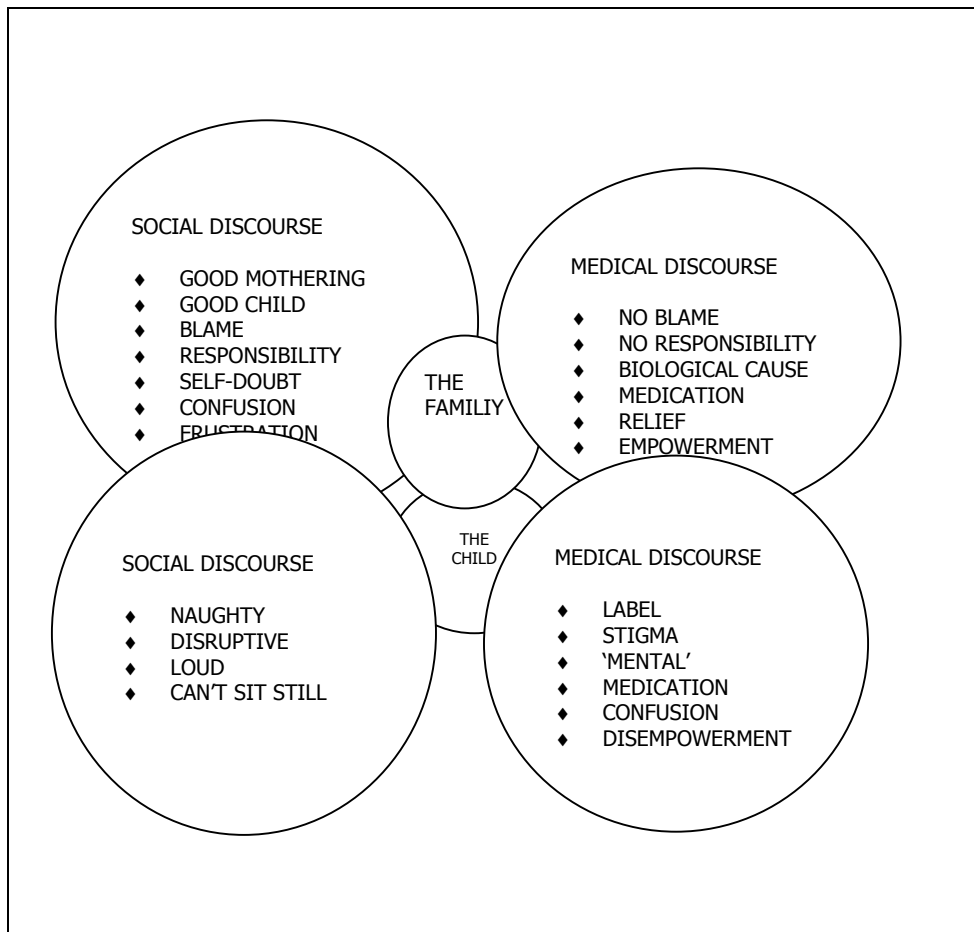 SOCIAL DISCOURSE
♦ GOOD MOTHERING
♦ GOOD CHILD
♦ BLAME
♦ RESPONSIBILITY
♦ SELF-DOUBT
♦ CONFUSION
♦ FRUSTRATION
THE
FAMILIY
MEDICAL DISCOURSE
♦ NO BLAME
♦ NO RESPONSIBILITY
♦ BIOLOGICAL CAUSE
♦ MEDICATION
♦ RELIEF
♦ EMPOWERMENT
SOCIAL DISCOURSE
♦ NAUGHTY
♦ DISRUPTIVE
♦ LOUD
♦ CAN’T SIT STILL
THE
CHILD
MEDICAL DISCOURSE
♦ LABEL
♦ STIGMA
♦ ‘MENTAL’
♦ MEDICATION
♦ CONFUSION
♦ DISEMPOWERMENT